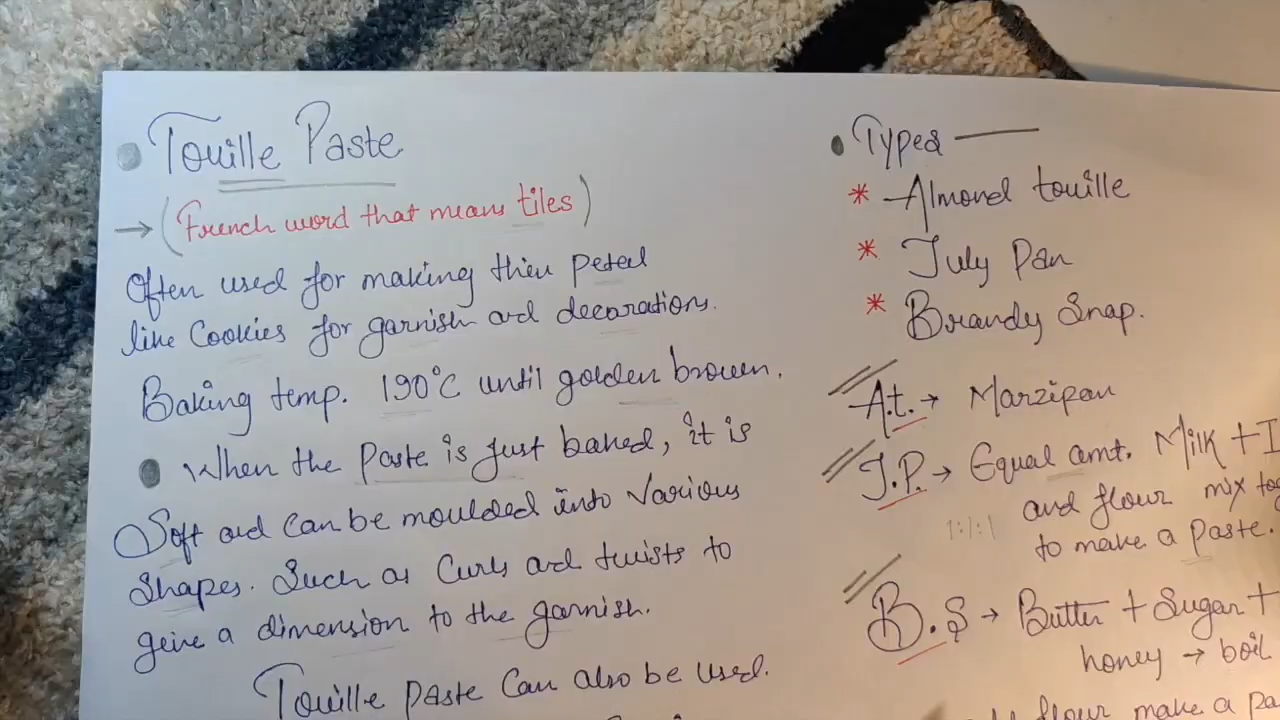 Touille Paste
→ (French word that means tiles)
Often used for making thin petal
like Cookies for garnish and decorations.
Baking temp. 190°C until golden brown.
When the Paste is just baked, it is
Soft and can be moulded into Various
Shapes. Such as Curls and twists to
give a dimension to the garnish.
Touille paste can also be used.
Types
* Almond touille
* July Pan
* Brandy Snap.
A.t. → Marzipan
J.P. → Equal amt. Milk +
1:1:1 and flour mix
to make a paste.
B.S → Butter + Sugar +
honey → boil
flour make a